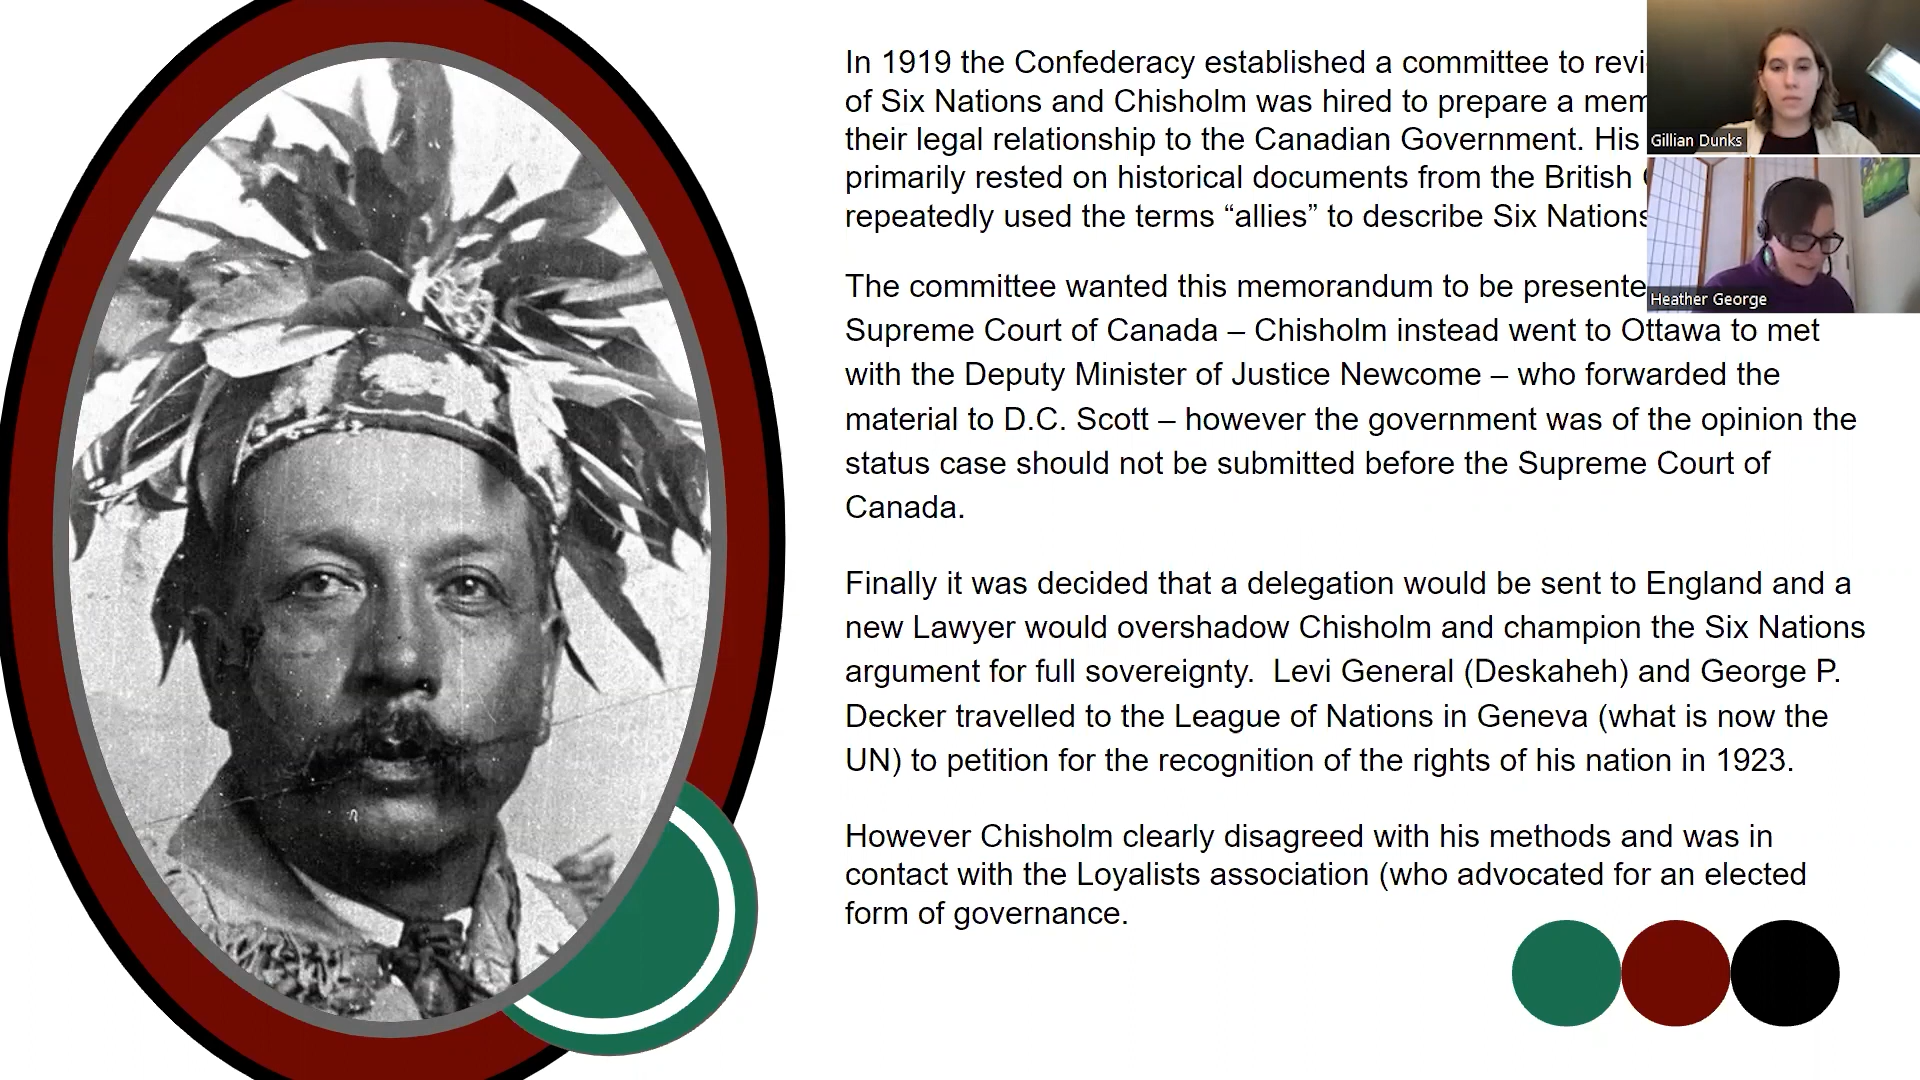 In 1919 the Confederacy established a committee to
of Six Nations and Chisholm was hired to prepare a
their legal relationship to the Canadian Government. His
primarily rested on historical documents from the British
repeatedly used the terms “allies” to describe Six Nations
The committee wanted this memorandum to be
Supreme Court of Canada – Chisholm instead went to Ottawa to met
with the Deputy Minister of Justice Newcome – who forwarded the
material to D.C. Scott – however the government was of the opinion the
status case should not be submitted before the Supreme Court of
Canada.
Finally it was decided that a delegation would be sent to England and a
new Lawyer would overshadow Chisholm and champion the Six Nations
argument for full sovereignty.  Levi General (Deskaheh) and George P.
Decker travelled to the League of Nations in Geneva (what is now the
UN) to petition for the recognition of the rights of his nation in 1923.
However Chisholm clearly disagreed with his methods and was in
contact with the Loyalists association (who advocated for an elected
form of governance.
Gillian Dunks
Heather George